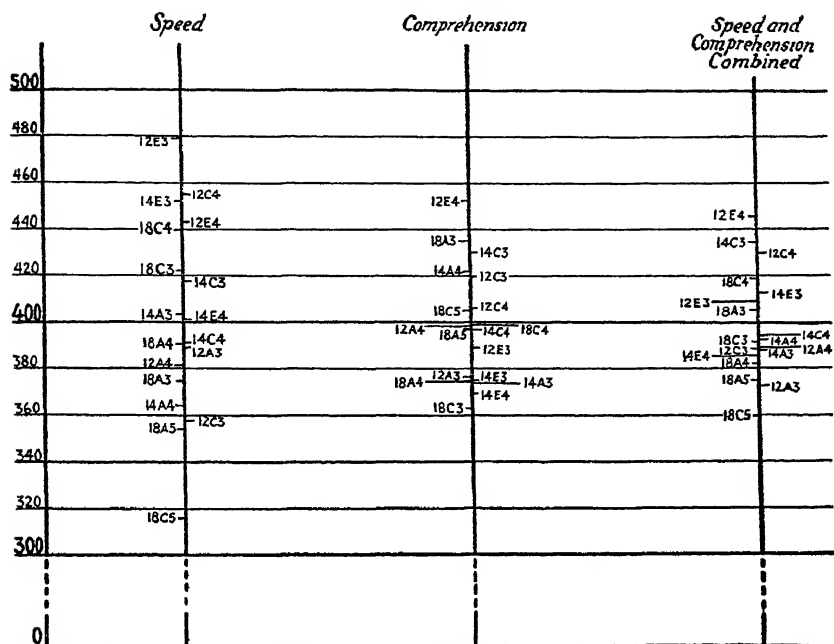 Speed
Comprehension
Speed and
Comprehension
Combined
500
480
460
440
420
400
380
360
340
320
300
0
12E3
12C4
14E3
12E4
18C4
18C3
14C3
14A3
14E4
14C4
18A4
12A3
12A4
18A3
14A4
12C3
18A5
18C5
12E4
18A3
14C3
14A4
12C3
18C5
12C4
12A4
18C4
18A5
14C4
12E3
12A3
14E3
18A4
14A3
14E4
18C3
12E4
14C3
12C4
18C4
14E3
12E3
18A3
14C4
18C3
14A4
12C3
14A3
12A4
14E4
18A4
18A5
12A3
18C5